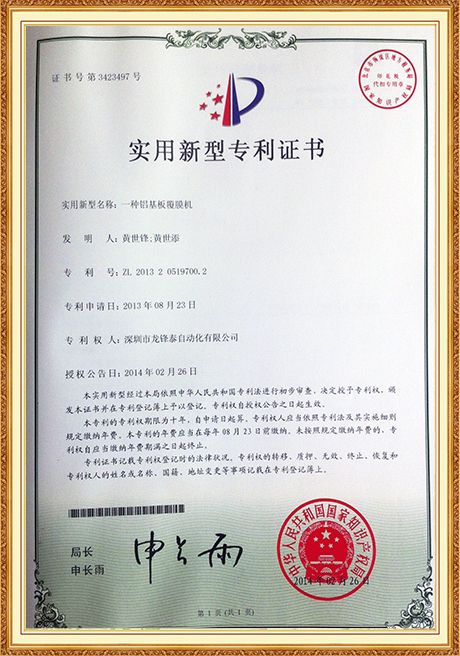 证书号第3423497号
实用新型专利证书
实用新型名称：一种铝基板覆膜机
发 明 人：黄世锋;黄世添
专 利 号：ZL 2013 2 0519700.2
专利申请日：2013年08月23日
专 利 权 人：深圳市龙锋泰自动化有限公司
授权公告日：2014年02月26日
本实用新型经过本局依照中华人民共和国专利法进行初步审查，决定授予专利权，颁
发本证书并在专利登记簿上予以登记。专利权自授权公告之日起生效。
本专利的专利权期限为十年，自申请日起算。专利权人应当依照专利法及其实施细则
规定缴纳年费。本专利的年费应当在每年08月23日前缴纳。未按照规定缴纳年费的，专
利权自应当缴纳年费期满之日起终止。
专利证书记载专利权登记时的法律状况。专利权的转移、质押、无效、终止、恢复和
专利权人的姓名或名称、国籍、地址变更等事项记载在专利登记簿上。
局长
申长雨
申长雨
中华人民共和国国家知识产权局
2014年02月26日
第 1 页 (共 1 页)